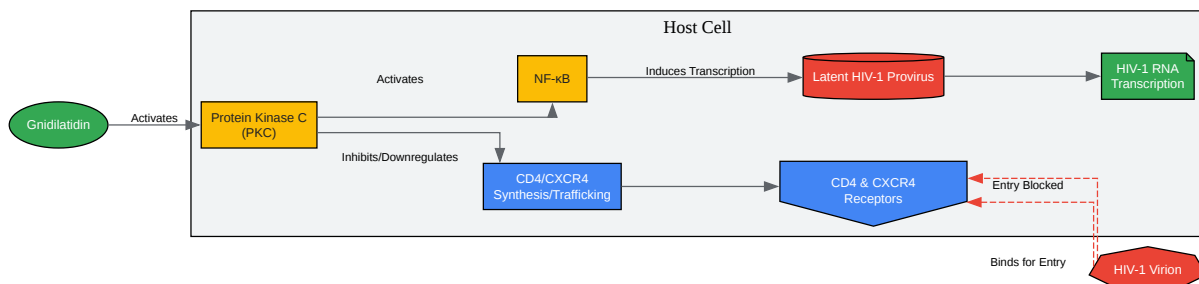 Host Cell
Gnidilatidin
Activates
Protein Kinase C
(PKC)
Activates
NF-κB
Induces Transcription
Latent HIV-1 Provirus
HIV-1 RNA
Transcription
Inhibits/Downregulates
CD4/CXCR4
Synthesis/Trafficking
CD4 & CXCR4
Receptors
Entry Blocked
Binds for Entry
HIV-1 Virion